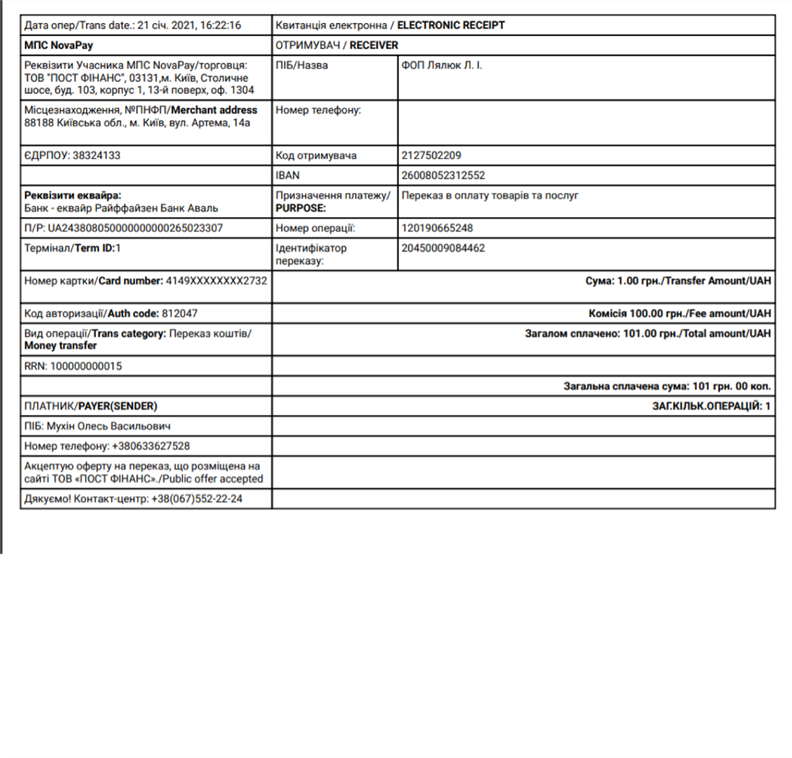 Дата опер/Trans date.: 21 січ. 2021, 16:22:16
Квитанція електронна / ELECTRONIC RECEIPT
МПС NovaPay
ОТРИМУВАЧ / RECEIVER
Реквізити Учасника МПС NovaPay/торговця:
ТОВ "ПОСТ ФІНАНС", 03131,м. Київ, Столичне
шосе, буд. 103, корпус 1, 13-й поверх, оф. 1304
ПІБ/Назва
ФОП Лялюк Л. І.
Місцезнаходження, №ПНФП/Merchant address
88188 Київська обл., м. Київ, вул. Артема, 14а
Номер телефону:
ЄДРПОУ: 38324133
Код отримувача
2127502209
IBAN
26008052312552
Реквізити еквайра:
Банк - еквайр Райффайзен Банк Аваль
Призначення платежу/
PURPOSE:
Переказ в оплату товарів та послуг
П/Р: UA243808050000000000265023307
Номер операції:
120190665248
Термінал/Term ID:1
Ідентифікатор
переказу:
20450009084462
Номер картки/Card number: 4149XXXXXXXX2732
Сума: 1.00 грн./Transfer Amount/UAH
Код авторизації/Auth code: 812047
Комісія 100.00 грн./Fee amount/UAH
Вид операції/Trans category: Переказ коштів/
Money transfer
Загалом сплачено: 101.00 грн./Total amount/UAH
RRN: 100000000015
Загальна сплачена сума: 101 грн. 00 коп.
ПЛАТНИК/PAYER(SENDER)
ЗАГ.КІЛЬК.ОПЕРАЦІЙ: 1
ПІБ: Мухін Олесь Васильович
Номер телефону: +380633627528
Акцептую оферту на переказ, що розміщена на
сайті ТОВ «ПОСТ ФІНАНС»./Public offer accepted
Дякуємо! Контакт-центр: +38(067)552-22-24